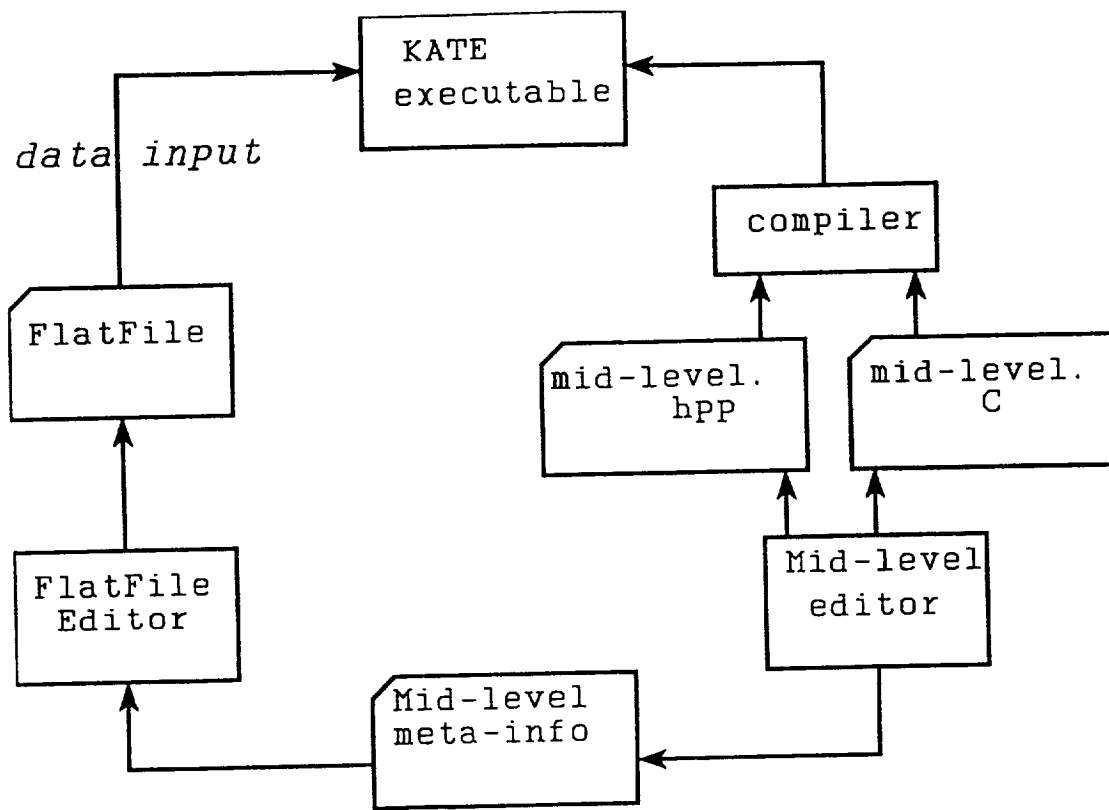 KATE
executable
data input
compiler
FlatFile
mid-level.
hpp
mid-level.
C
FlatFile
Editor
Mid-level
editor
Mid-level
meta-info